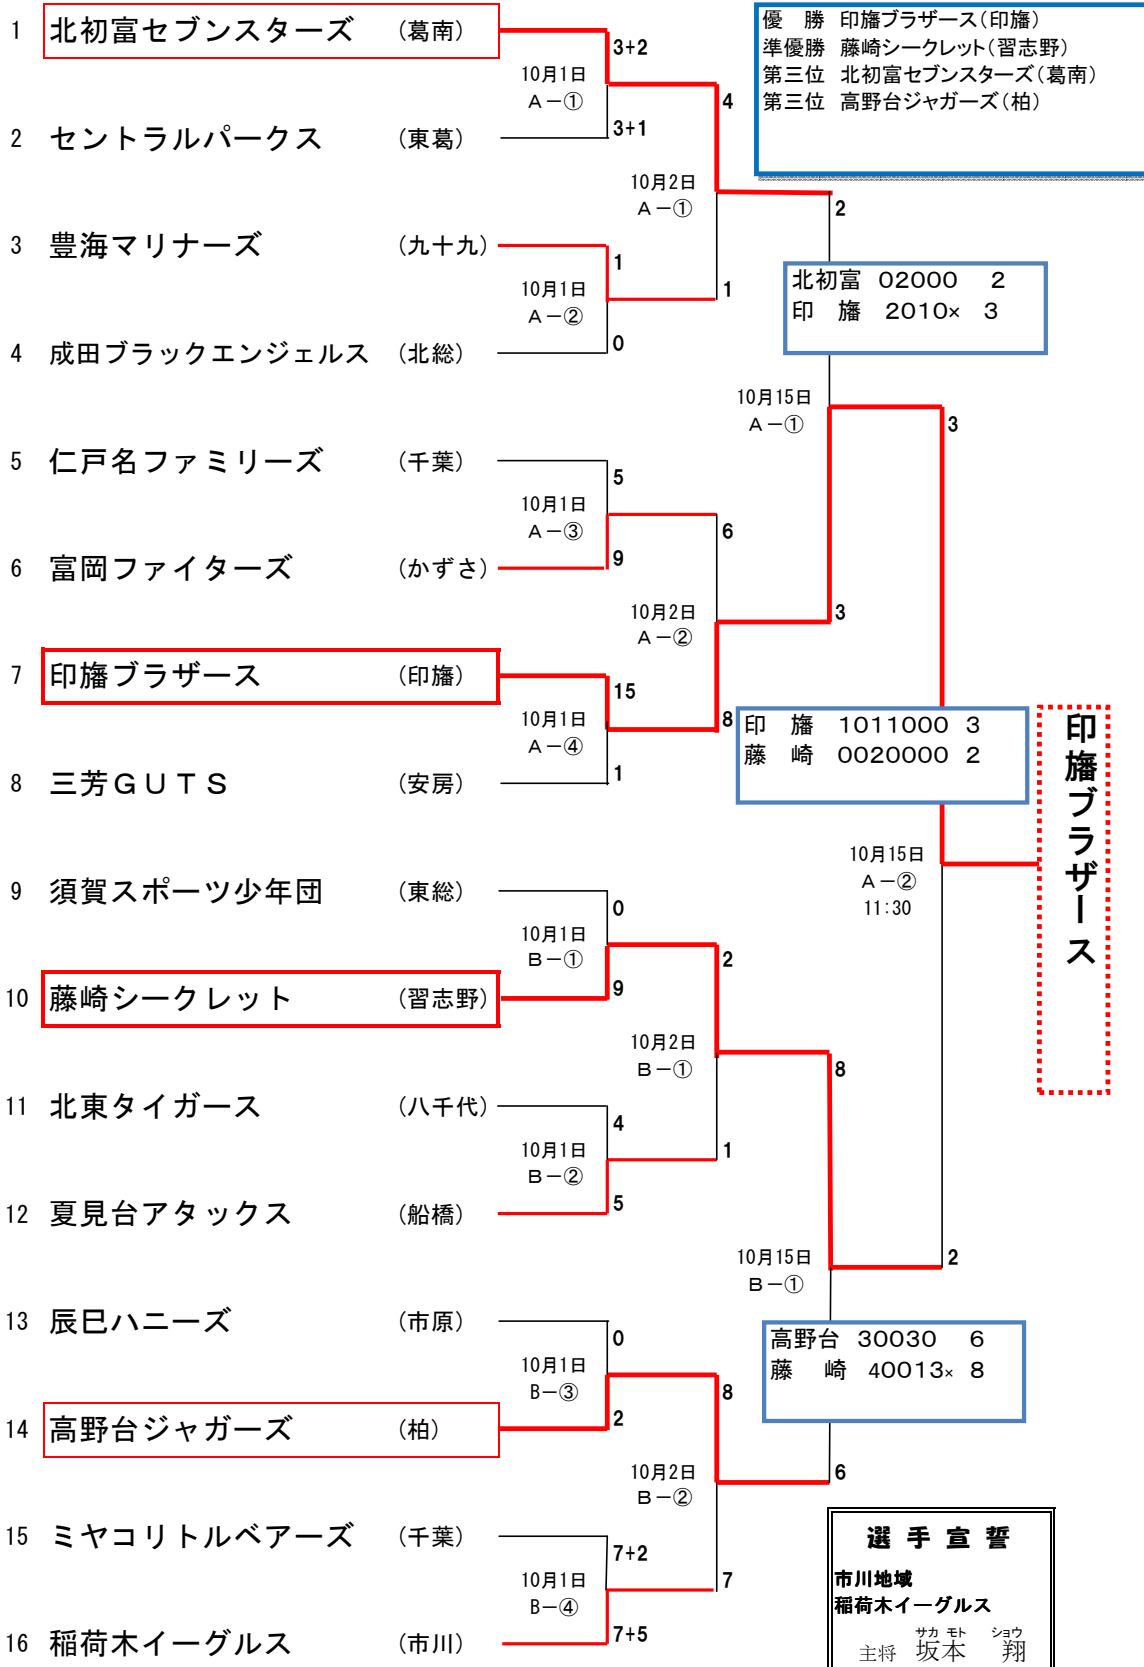 優　勝 印旛ブラザース(印旛)
準優勝 藤崎シークレット(習志野)
第三位 北初富セブンスターズ(葛南)
第三位 高野台ジャガーズ(柏)
1 北初富セブンスターズ (葛南)
3+2
10月1日
A－①
4
3+1
2 セントラルパークス (東葛)
10月2日
A－①
2
3 豊海マリナーズ (九十九)
1
10月1日
A－②
1
0
4 成田ブラックエンジェルス (北総)
北初富 02000 2
印　旛 2010× 3
10月15日
A－①
3
5 仁戸名ファミリーズ (千葉)
5
10月1日
A－③
6
9
6 富岡ファイターズ (かずさ)
10月2日
A－②
3
7 印旛ブラザース (印旛)
15
10月1日
A－④
8
1
8 三芳GUTS (安房)
印　旛 1011000 3
藤　崎 0020000 2
印旛ブラザース
10月15日
A－②
11:30
9 須賀スポーツ少年団 (東総)
0
10月1日
B－①
2
9
10 藤崎シークレット (習志野)
10月2日
B－①
8
11 北東タイガース (八千代)
4
10月1日
B－②
1
5
12 夏見台アタックス (船橋)
10月15日
B－①
2
13 辰巳ハニーズ (市原)
0
10月1日
B－③
8
2
14 高野台ジャガーズ (柏)
高野台 30030 6
藤　崎 40013× 8
10月2日
B－②
6
15 ミヤコリトルベアーズ (千葉)
7+2
10月1日
B－④
7
7+5
16 稲荷木イーグルス (市川)
選手宣誓
市川地域
稲荷木イーグルス
サカ モト ショウ
主将 坂本 翔